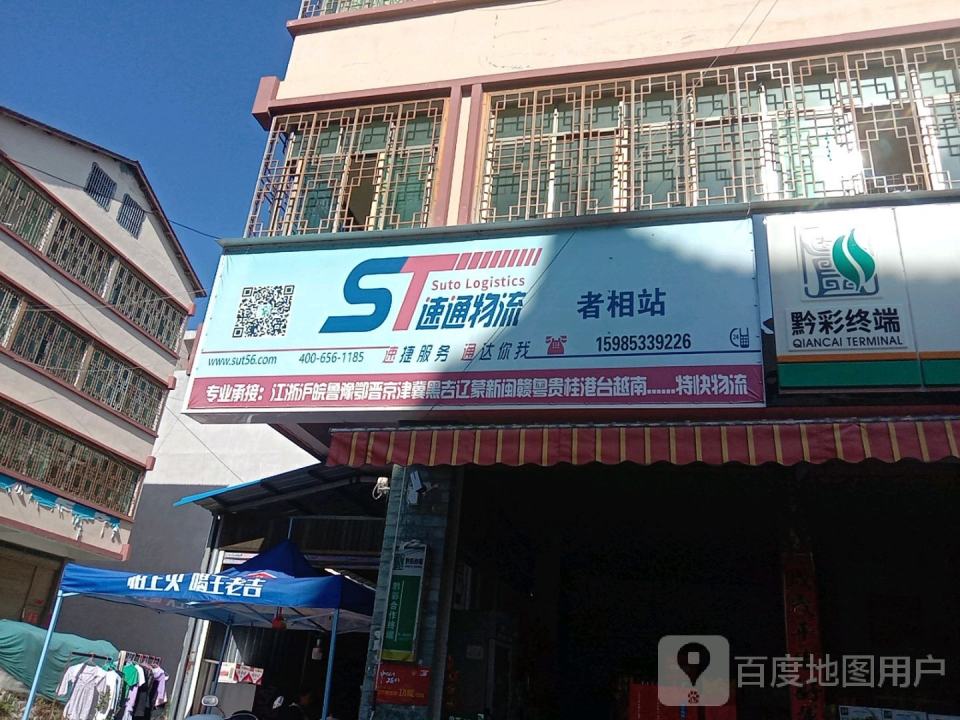 ST
Suto Logistics
速通物流
者相站
www.sut56.com
400-656-1185
速捷服务 通达你我
15985339226
专业承接：江浙沪皖鲁豫鄂晋京津冀黑吉辽蒙新闽赣粤贵桂港台越南......特快物流
黔彩终端
QIANCAI TERMINAL
怕上火 喝王老吉
百度地图用户